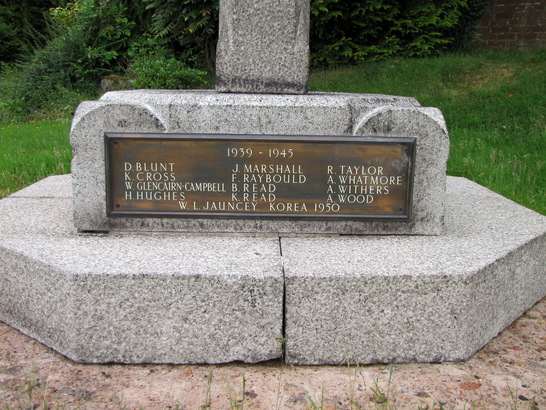 1939 - 1945
D. BLUNT J. MARSHALL R. TAYLOR
K. CROSS F. RAYBOULD A. WHATMORE
W. GLENCAIRN-CAMPBELL B. READ A. WITHERS
H. HUGHES K. READ A. WOOD
W. L. JAUNCEY KOREA 1950